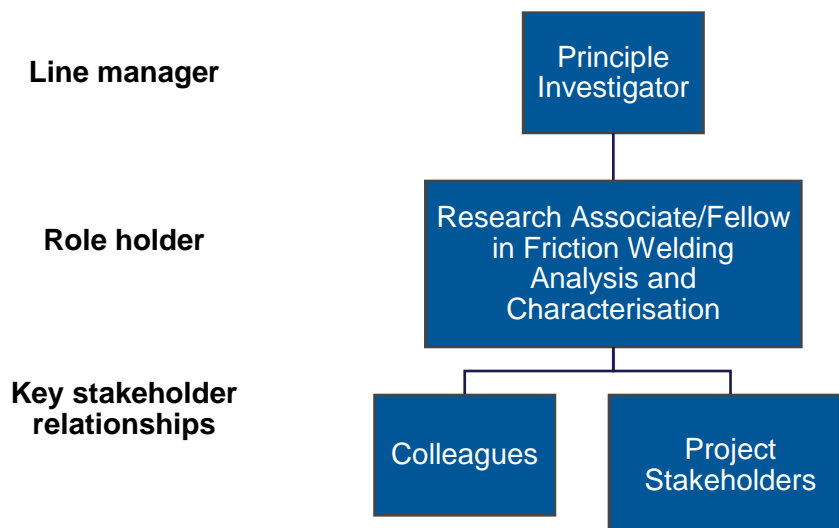 Line manager
Principle
Investigator
Role holder
Research Associate/Fellow
in Friction Welding
Analysis and
Characterisation
Key stakeholder
relationships
Colleagues
Project
Stakeholders